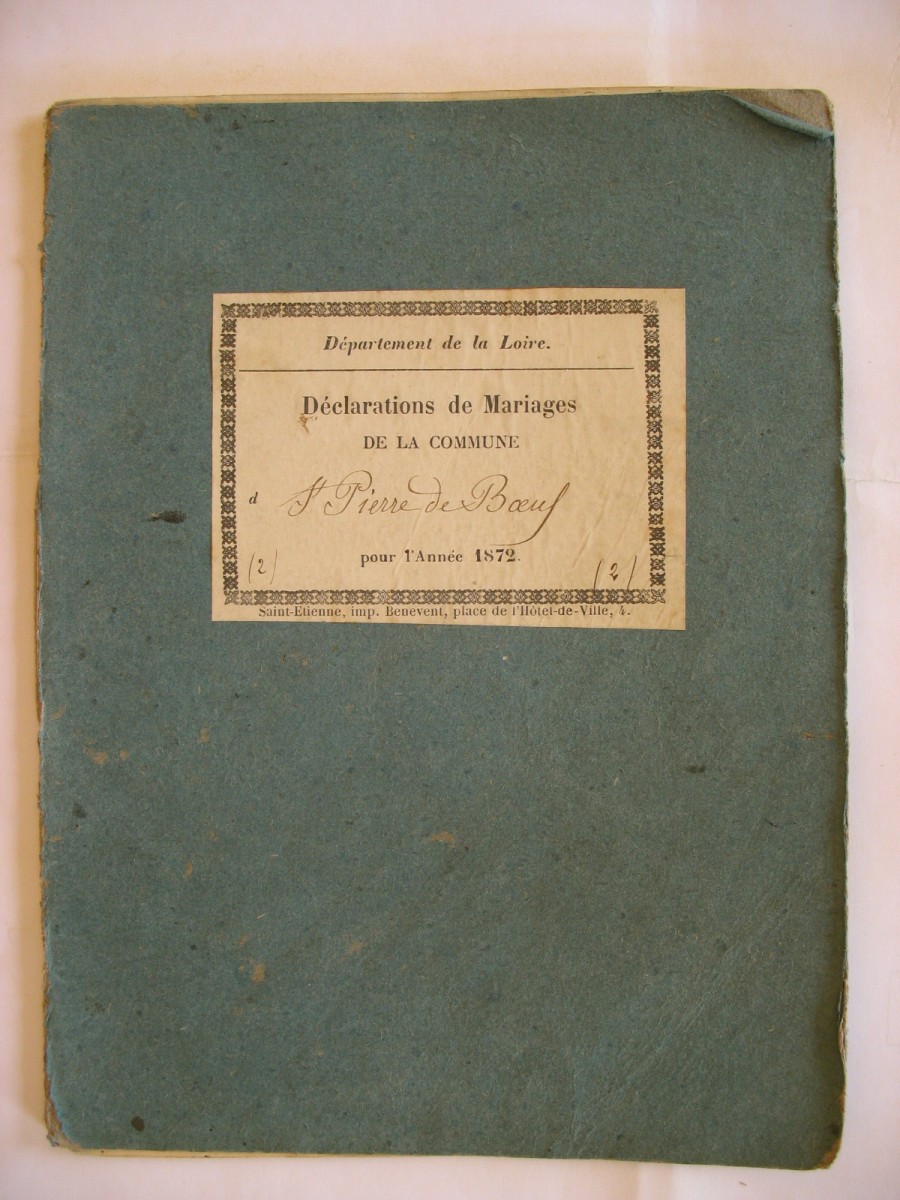 Département de la Loire.
Déclarations de Mariages
DE LA COMMUNE
d St Pierre de Bœuf
pour l'Année 1872.
(2) (2)
Saint-Etienne, imp. Benevent, place de l'Hôtel-de-Ville, 4.